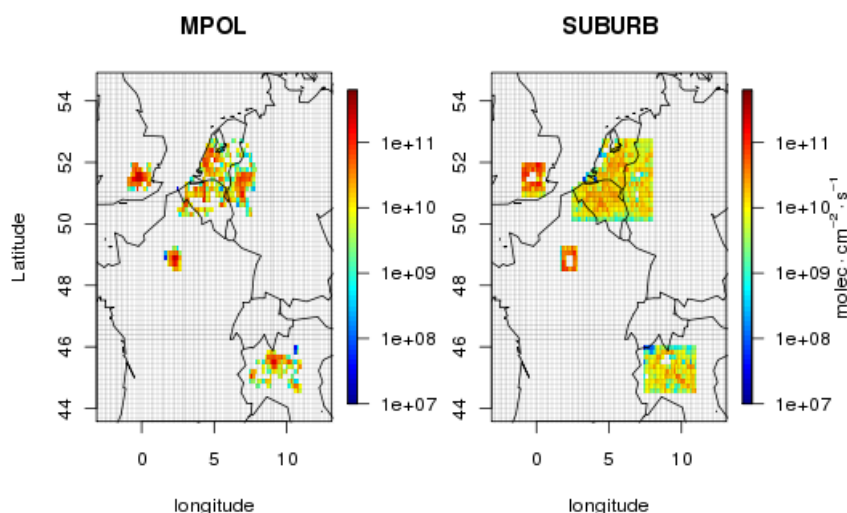 MPOL
SUBURB
Latitude
54
52
50
48
46
44
0
5
10
longitude
1e+11
1e+10
1e+09
1e+08
1e+07
54
52
50
48
46
44
0
5
10
longitude
1e+11
1e+10
1e+09
1e+08
1e+07
molec · cm⁻² · s⁻¹